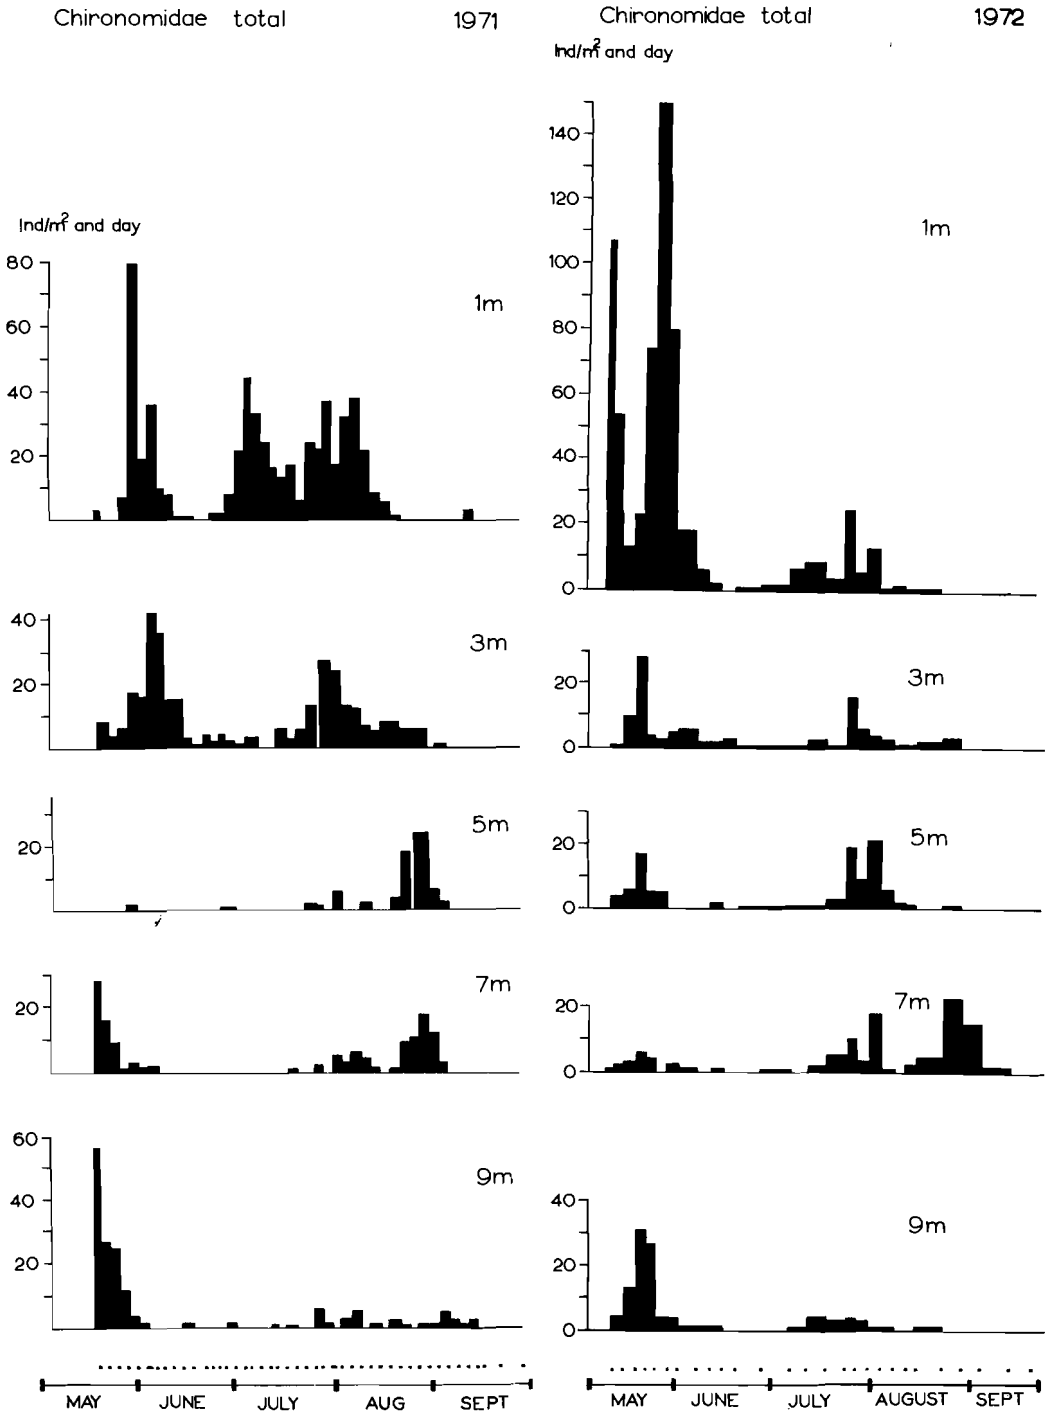 Chironomidae total 1971
Ind/m² and day
80
60
40
20
1m
40
20
3m
20
5m
20
7m
60
40
20
9m
MAY JUNE JULY AUG SEPT
Chironomidae total 1972
Ind/m² and day
140
120
100
80
60
40
20
0
1m
20
0
3m
20
0
5m
20
0
7m
40
20
0
9m
MAY JUNE JULY AUGUST SEPT